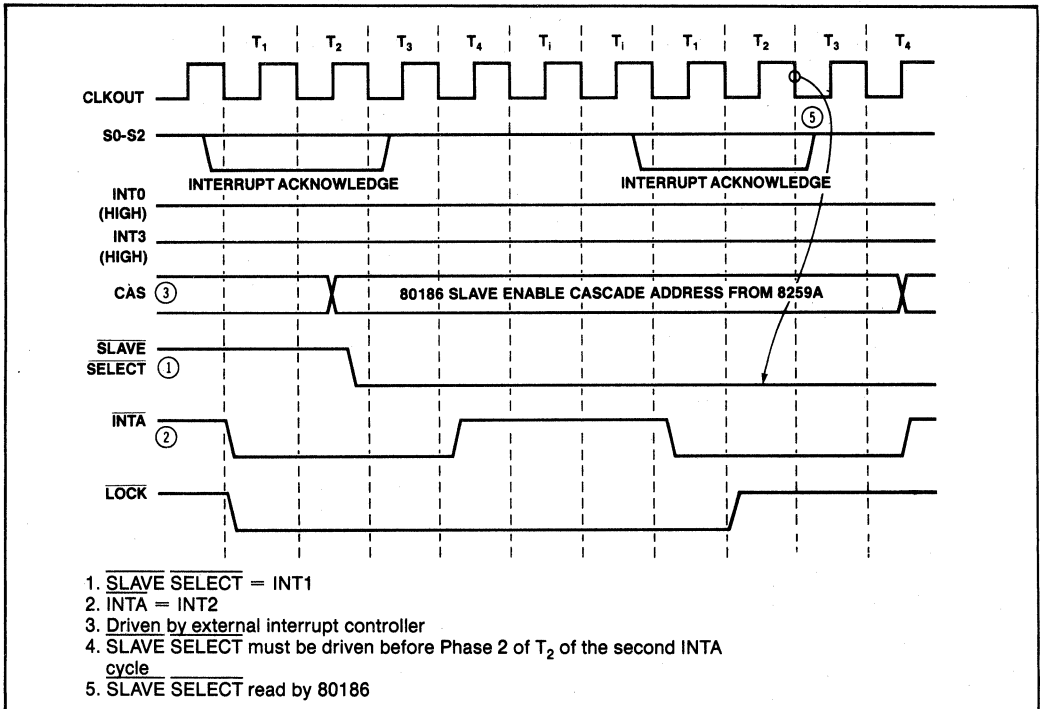 T1 T2 T3 T4 Ti Ti T1 T2 T3 T4
CLKOUT
5
S0-S2
INTERRUPT ACKNOWLEDGE INTERRUPT ACKNOWLEDGE
INT0
(HIGH)
INT3
(HIGH)
CAS 3 80186 SLAVE ENABLE CASCADE ADDRESS FROM 8259A
SLAVE
SELECT 1
INTA
2
LOCK
1. SLAVE SELECT = INT1
2. INTA = INT2
3. Driven by external interrupt controller
4. SLAVE SELECT must be driven before Phase 2 of T2 of the second INTA
cycle
5. SLAVE SELECT read by 80186